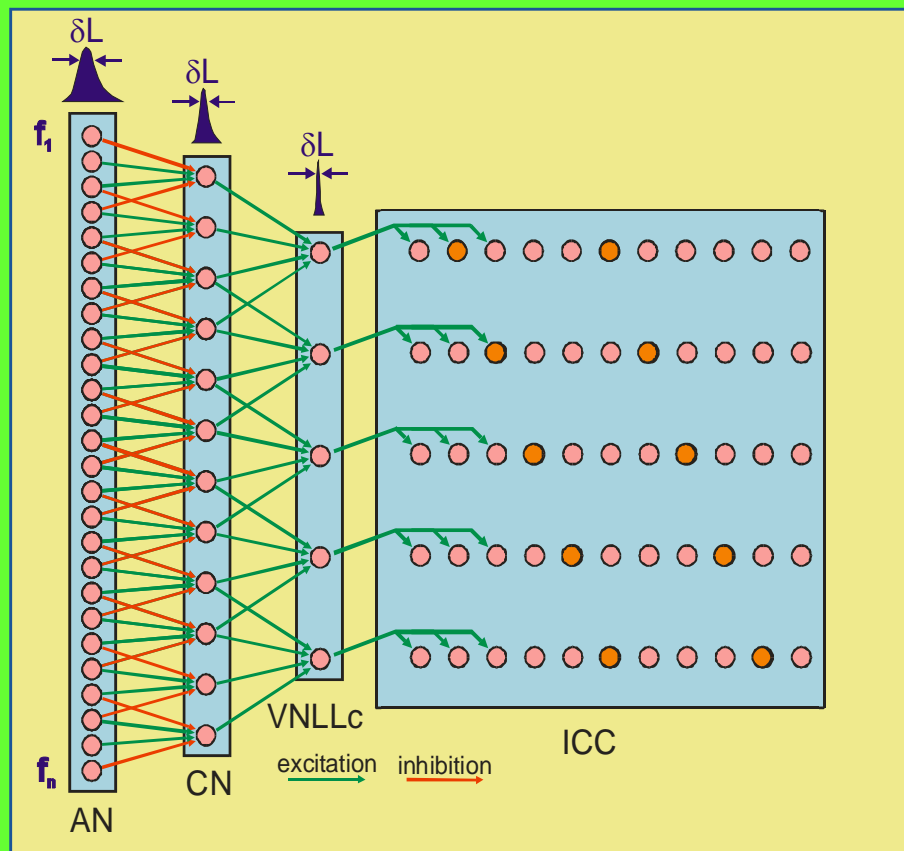 δL
δL
δL
f1
fn
AN
CN
VNLLc
ICC
excitation
inhibition